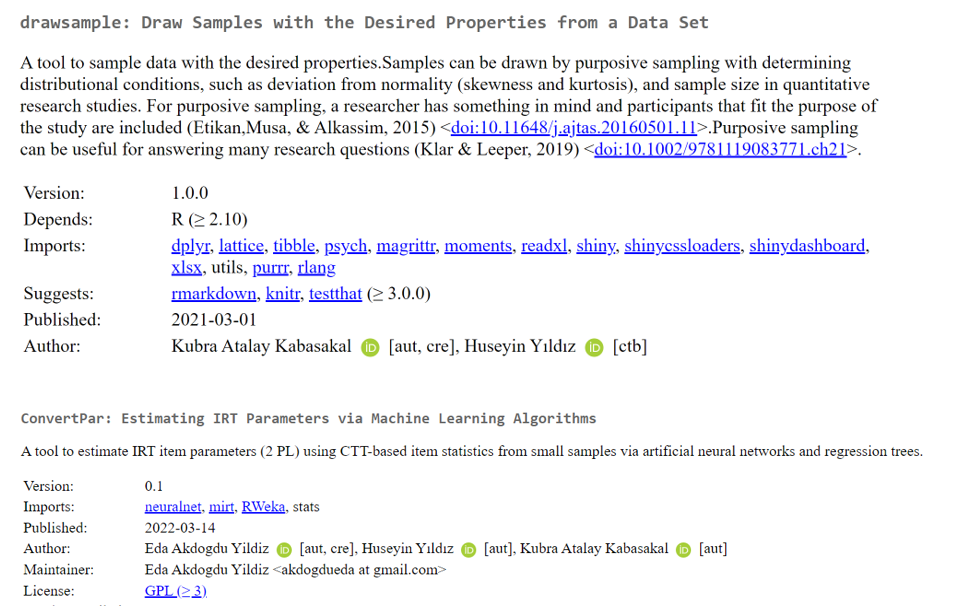 drawsample: Draw Samples with the Desired Properties from a Data Set
A tool to sample data with the desired properties.Samples can be drawn by purposive sampling with determining
distributional conditions, such as deviation from normality (skewness and kurtosis), and sample size in quantitative
research studies. For purposive sampling, a researcher has something in mind and participants that fit the purpose of
the study are included (Etikan,Musa, & Alkassim, 2015) <doi:10.11648/j.ajtas.20160501.11>.Purposive sampling
can be useful for answering many research questions (Klar & Leeper, 2019) <doi:10.1002/9781119083771.ch21>.
Version: 1.0.0
Depends: R (≥ 2.10)
Imports: dplyr, lattice, tibble, psych, magrittr, moments, readxl, shiny, shinycssloaders, shinydashboard,
xlsx, utils, purrr, rlang
Suggests: rmarkdown, knitr, testthat (≥ 3.0.0)
Published: 2021-03-01
Author: Kubra Atalay Kabasakal iD [aut, cre], Huseyin Yıldız iD [ctb]
ConvertPar: Estimating IRT Parameters via Machine Learning Algorithms
A tool to estimate IRT item parameters (2 PL) using CTT-based item statistics from small samples via artificial neural networks and regression trees.
Version: 0.1
Imports: neuralnet, mirt, RWeka, stats
Published: 2022-03-14
Author: Eda Akdogdu Yildiz iD [aut, cre], Huseyin Yıldız iD [aut], Kubra Atalay Kabasakal iD [aut]
Maintainer: Eda Akdogdu Yildiz <akdogdueda at gmail.com>
License: GPL (≥ 3)